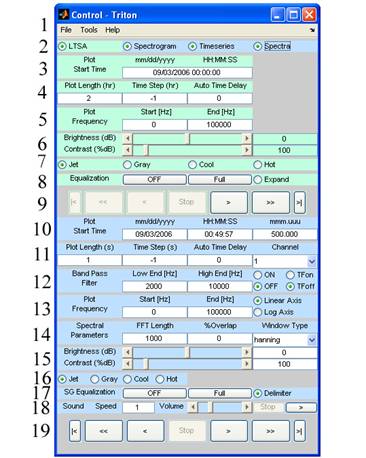 Control - Triton
1 File Tools Help
2 LTSA Spectrogram Timeseries Spectra
3 Plot Start Time mm/dd/yyyy HH:MM:SS
09/03/2006 00:00:00
4 Plot Length (hr) Time Step (hr) Auto Time Delay
2 -1 0
5 Plot Frequency Start [Hz] End [Hz]
0 100000
6 Brightness (dB) 0
Contrast (%dB) 100
7 Jet Gray Cool Hot
8 Equalization OFF Full Expand
9 |< << < Stop > >> >|
10 Plot Start Time mm/dd/yyyy HH:MM:SS mmm.uuu
09/03/2006 00:49:57 500.000
11 Plot Length (s) Time Step (s) Auto Time Delay Channel
1 -1 0 1
12 Band Pass Filter Low End [Hz] High End [Hz] ON TFon
2000 10000 OFF TFoff
13 Plot Frequency Start [Hz] End [Hz] Linear Axis
0 100000 Log Axis
14 Spectral Parameters FFT Length %Overlap Window Type
1000 0 hanning
15 Brightness (dB) 0
Contrast (%dB) 100
16 Jet Gray Cool Hot
17 SG Equalization OFF Full Delimiter
18 Sound Speed 1 Volume Stop >
19 |< << < Stop > >> >|